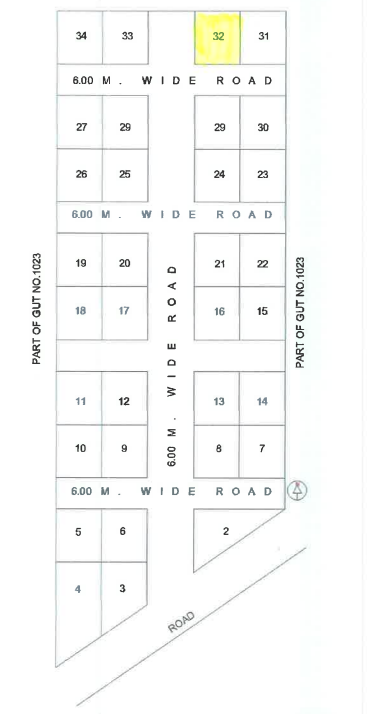 34 33 32 31
6.00 M. WIDE ROAD
27 29 29 30
26 25 24 23
6.00 M. WIDE ROAD
19 20 21 22
18 17 16 15
PART OF GUT NO.1023
6.00 M. WIDE ROAD
PART OF GUT NO.1023
11 12 13 14
10 9 8 7
6.00 M. WIDE ROAD
5 6 2
4 3
ROAD